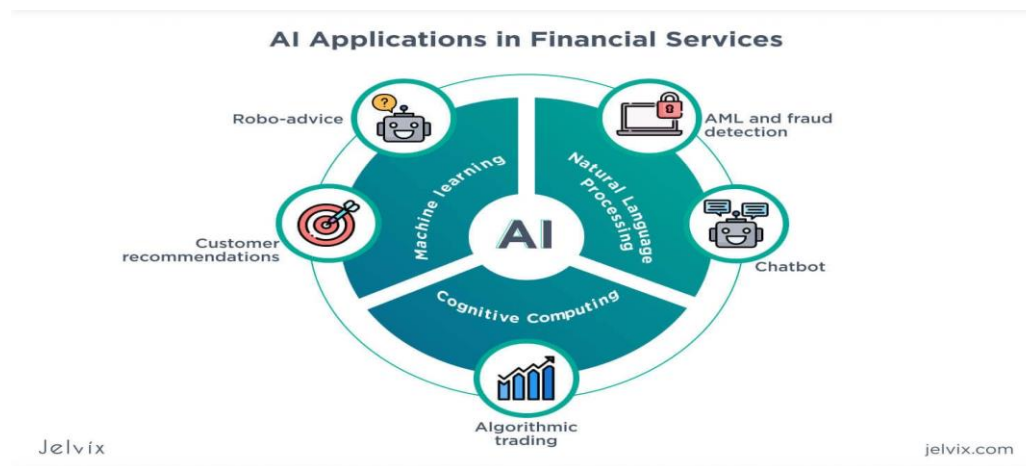 AI Applications in Financial Services
Robo-advice
?
AML and fraud
detection
Machine learning
Natural Language
Processing
AI
Customer
recommendations
Chatbot
Cognitive Computing
Algorithmic
trading
Jelvix
jelvix.com